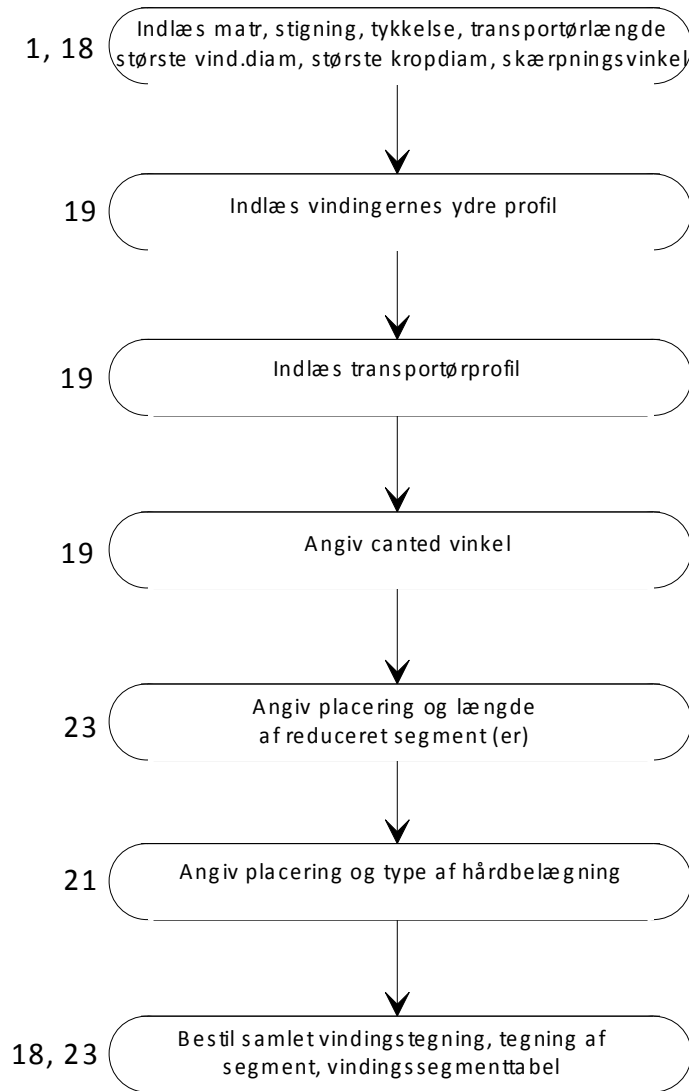 Indlæs matr, stigning, tykkelse, transportørlængde
1, 18
største vind.diam, største kropdiam, skærpningsvinkel
19
Indlæs vindingernes ydre profil
Indlæs transportørprofil
19
Angiv canted vinkel
19
Angiv placering og længde
23
af reduceret segment (er)
Angiv placering og type af hårdbelægning
21
Bestil samlet vindingstegning, tegning af
18, 23
segment, vindingssegmenttabel